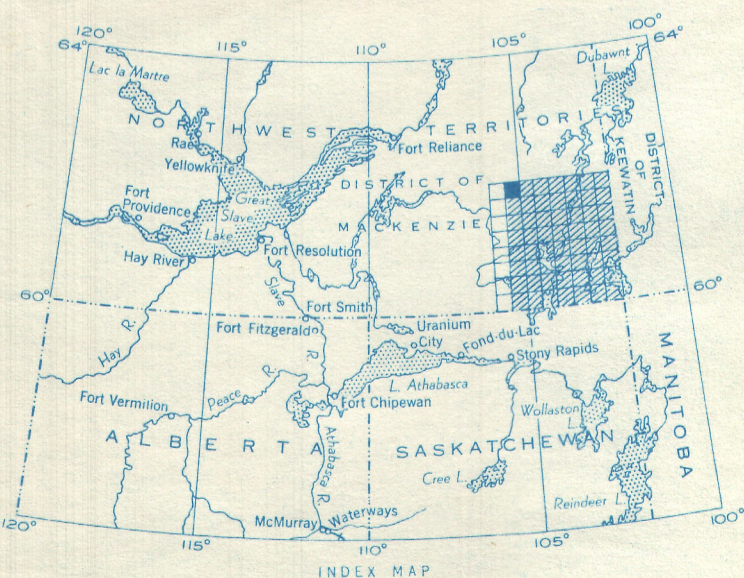 120°
115°
110°
105°
100°
64°
64°
Lac la Martre
Dubawnt
L.
NORTHWEST TERRITORIES
Rae
Yellowknife
Fort Reliance
DISTRICT
OF
KEEWATIN
Fort
Providence
Great
Slave
Lake
DISTRICT OF
MACKENZIE
Hay River
Fort Resolution
Slave
R.
60°
60°
Fort Smith
Fort Fitzgerald
Uranium
City
Fond-du-Lac
Stony Rapids
Hay R.
Peace R.
L. Athabasca
Fort Vermilion
Fort Chipewan
Wollaston
L.
MANITOBA
ALBERTA
SASKATCHEWAN
Athabasca R.
Cree L.
Reindeer L.
McMurray
Waterways
120°
115°
110°
105°
100°
INDEX MAP